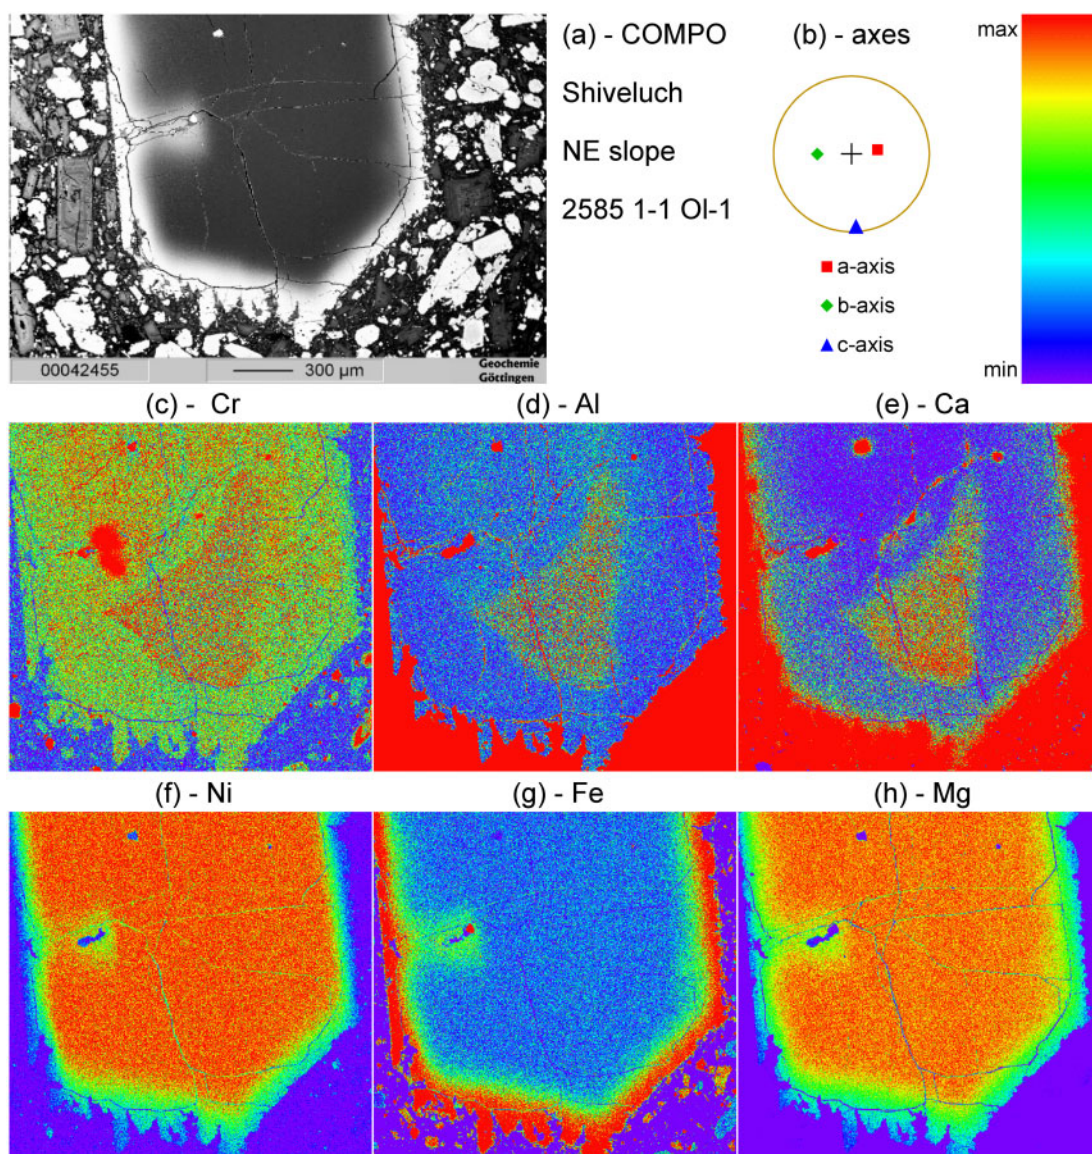 (a) - COMPO
(b) - axes
max
Shiveluch
NE slope
2585 1-1 Ol-1
a-axis
b-axis
c-axis
min
00042455
300 µm
Geochemie
Göttingen
(c) - Cr
(d) - Al
(e) - Ca
(f) - Ni
(g) - Fe
(h) - Mg